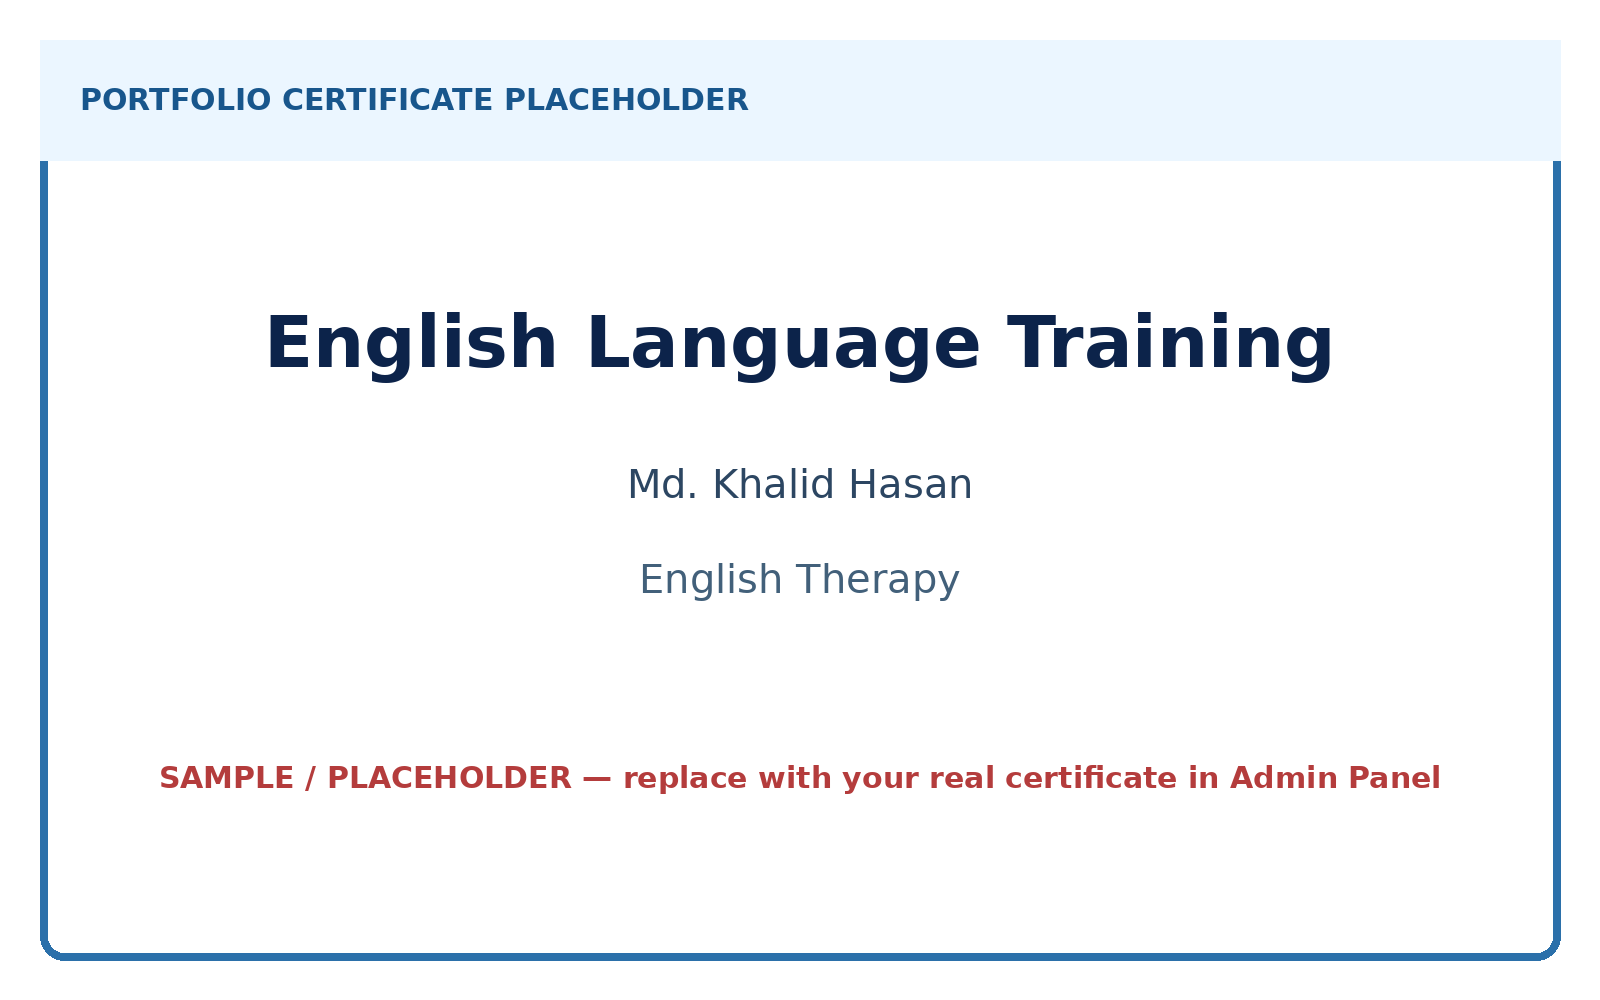 PORTFOLIO CERTIFICATE PLACEHOLDER
English Language Training
Md. Khalid Hasan
English Therapy
SAMPLE / PLACEHOLDER — replace with your real certificate in Admin Panel